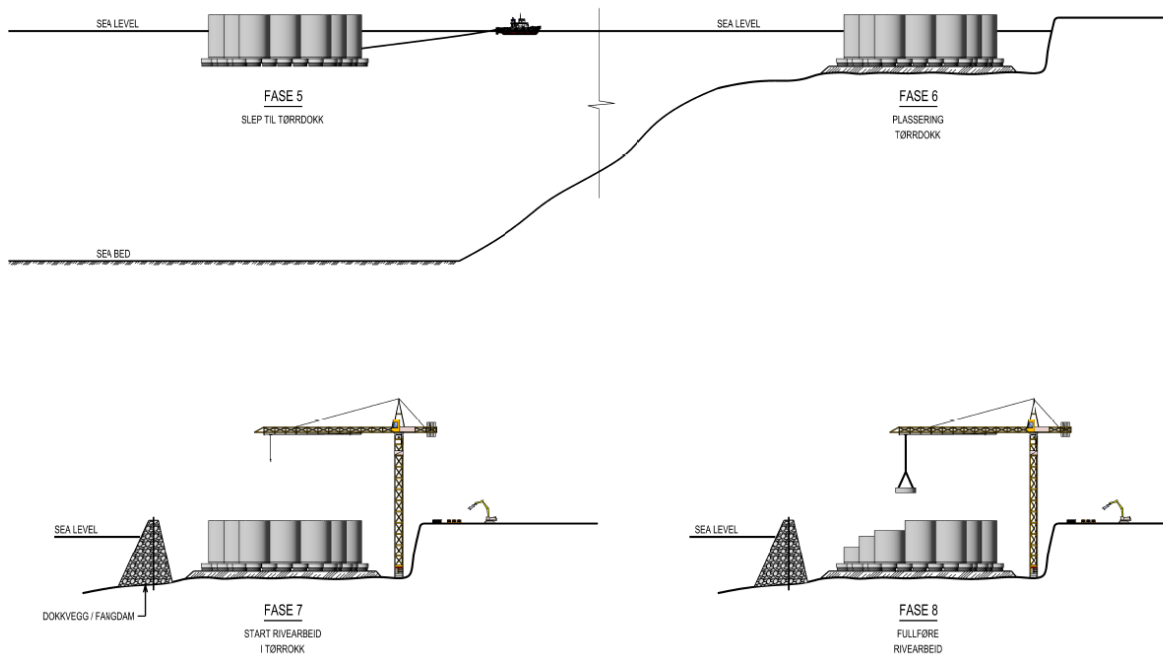 SEA LEVEL
SEA LEVEL
FASE 5
SLEP TIL TØRRDOKK
FASE 6
PLASSERING
TØRRDOKK
SEA BED
SEA LEVEL
DOKKVEGG / FANGDAM
FASE 7
START RIVEARBEID
I TØRROKK
SEA LEVEL
FASE 8
FULLFØRE
RIVEARBEID